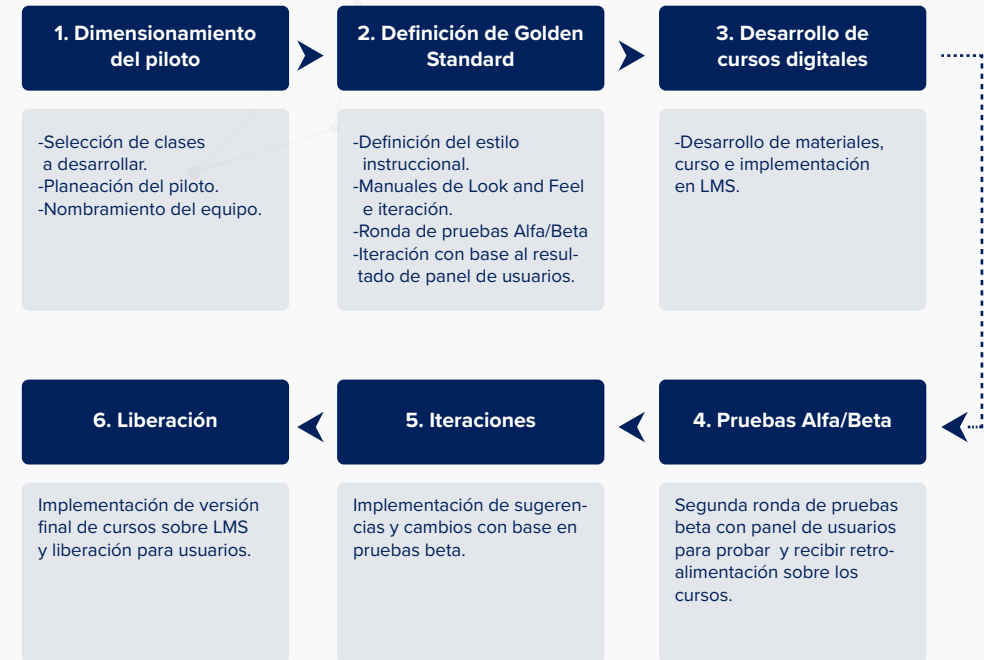 1. Dimensionamiento
del piloto
-Selección de clases
a desarrollar.
-Planeación del piloto.
-Nombramiento del equipo.
2. Definición de Golden
Standard
-Definición del estilo
instruccional.
-Manuales de Look and Feel
e iteración.
-Ronda de pruebas Alfa/Beta
-Iteración con base al resul-
tado de panel de usuarios.
3. Desarrollo de
cursos digitales
-Desarrollo de materiales,
curso e implementación
en LMS.
4. Pruebas Alfa/Beta
Segunda ronda de pruebas
beta con panel de usuarios
para probar y recibir retro-
alimentación sobre los
cursos.
5. Iteraciones
Implementación de sugeren-
cias y cambios con base en
pruebas beta.
6. Liberación
Implementación de versión
final de cursos sobre LMS
y liberación para usuarios.